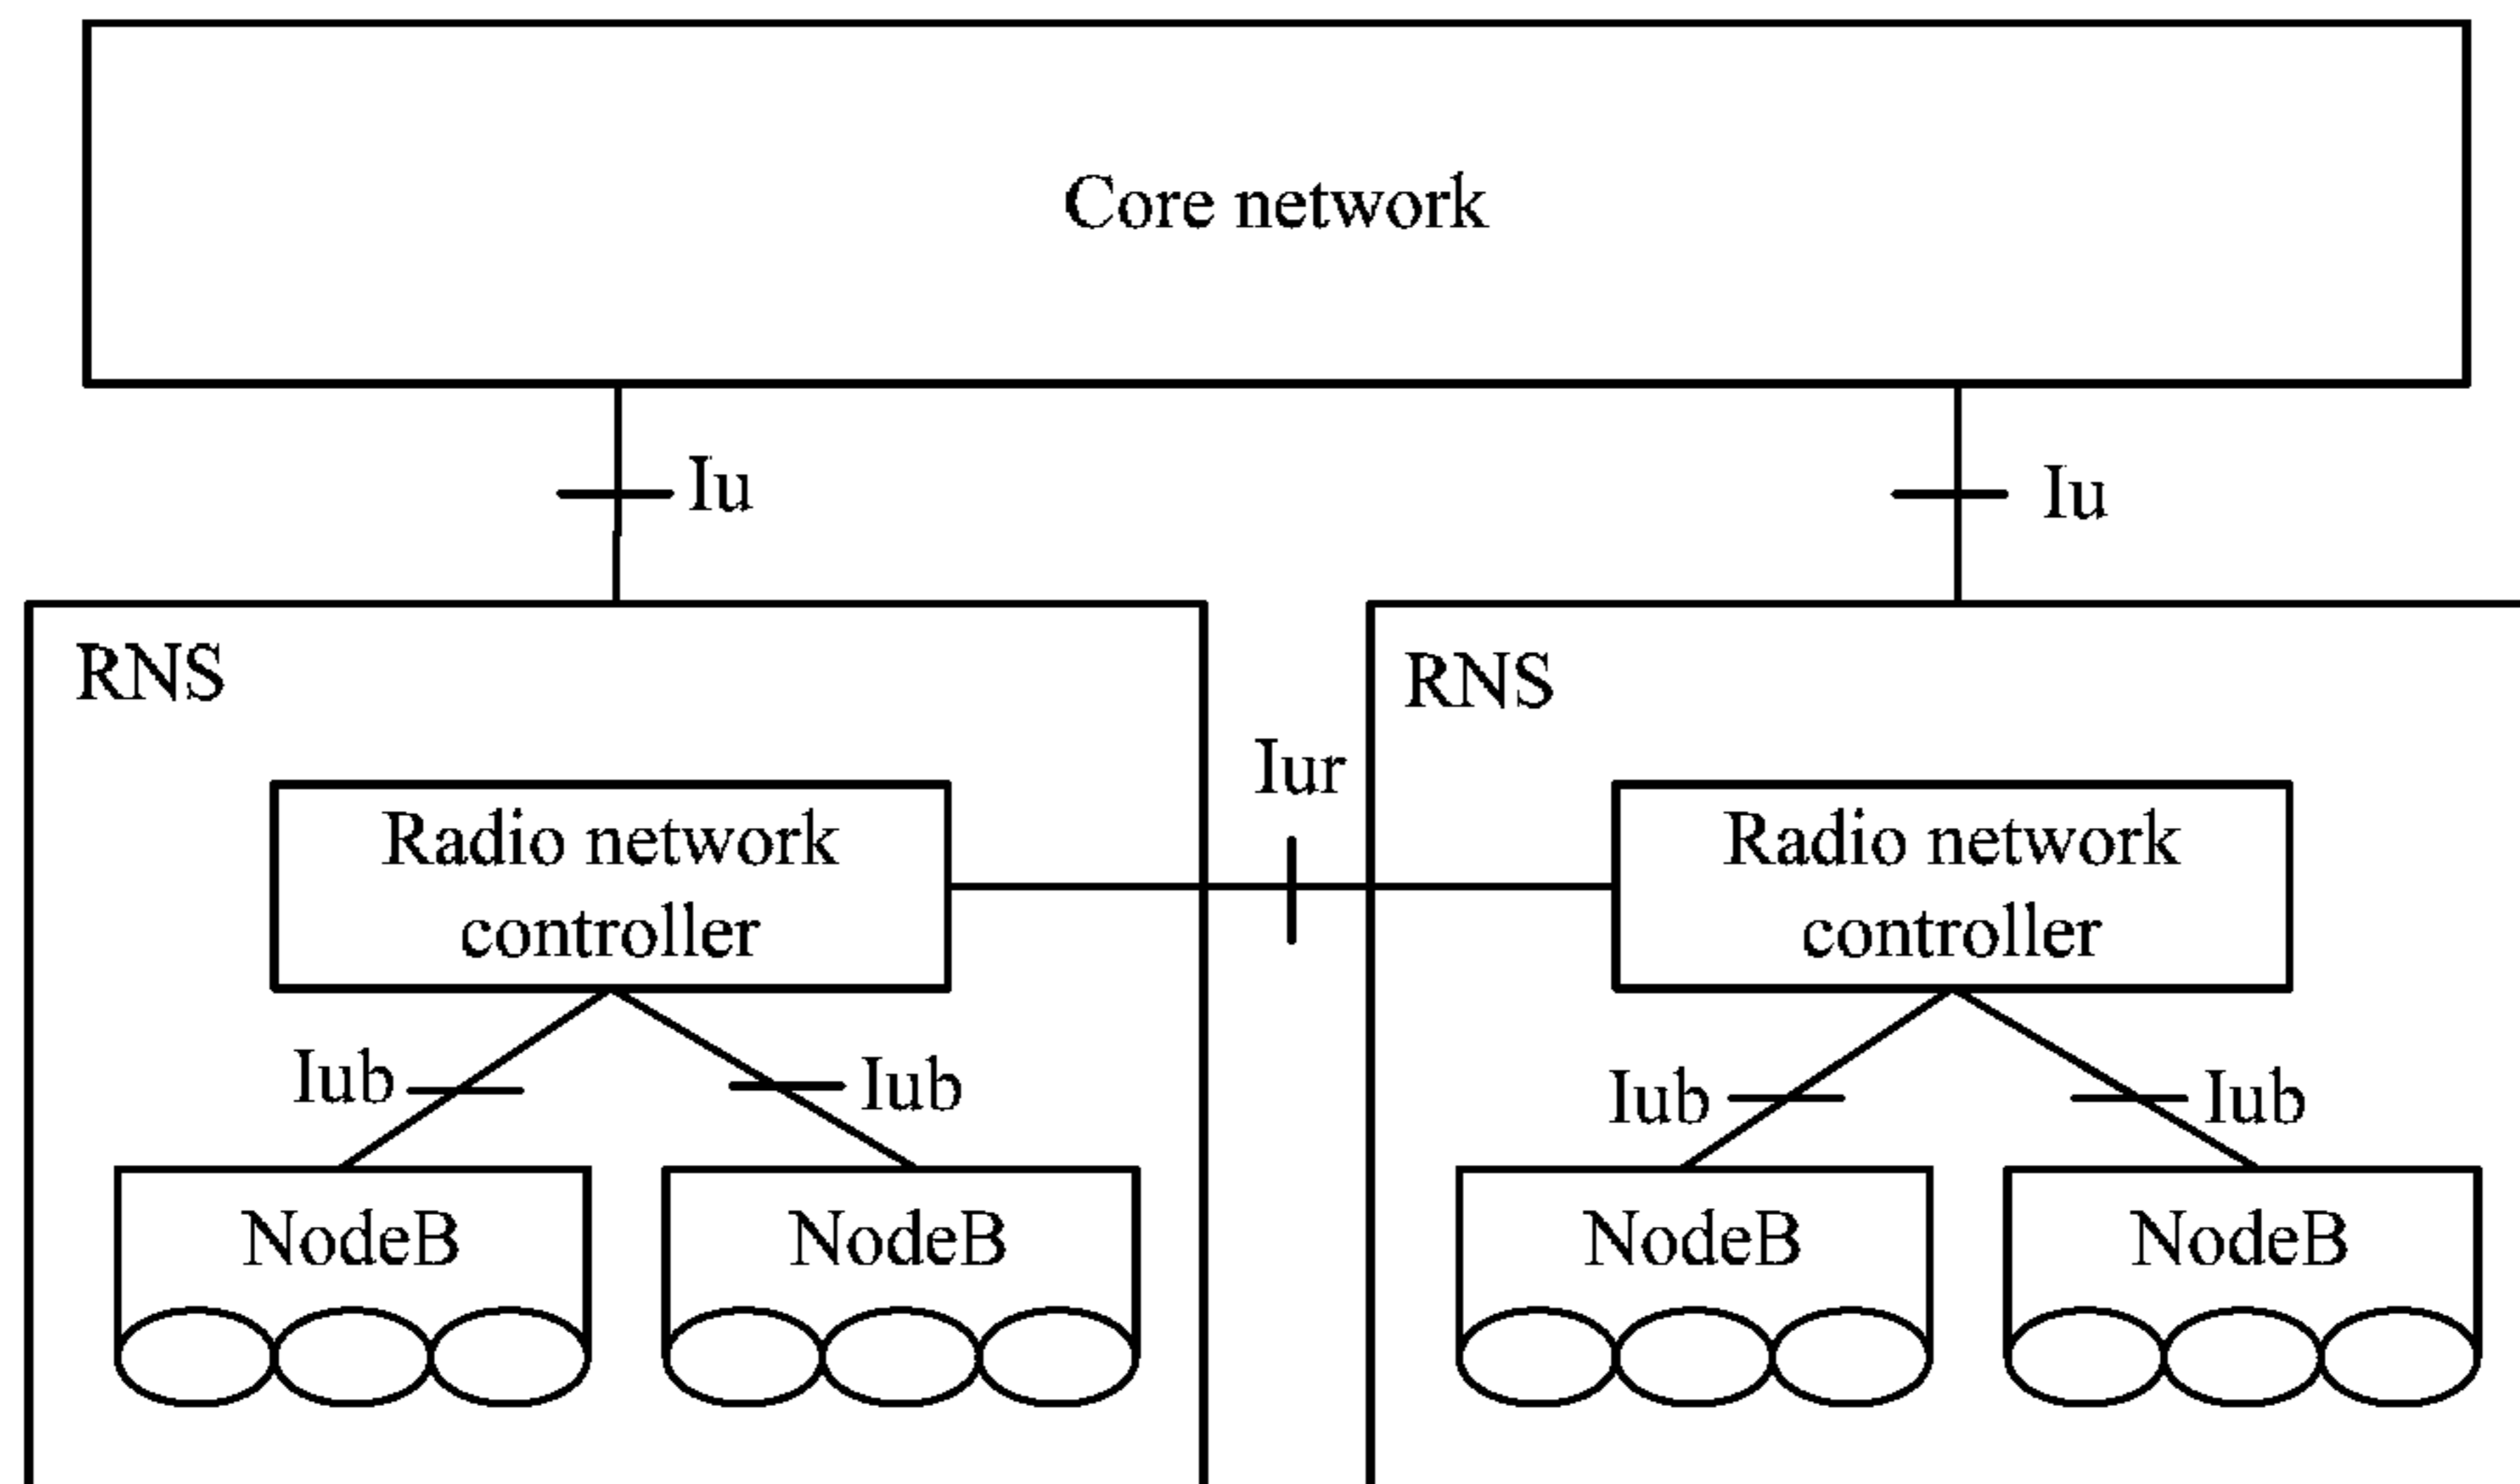 Core network
Iu
Iu
RNS
RNS
Iur
Radio network
controller
Radio network
controller
Iub
Iub
Iub
Iub
NodeB
NodeB
NodeB
NodeB